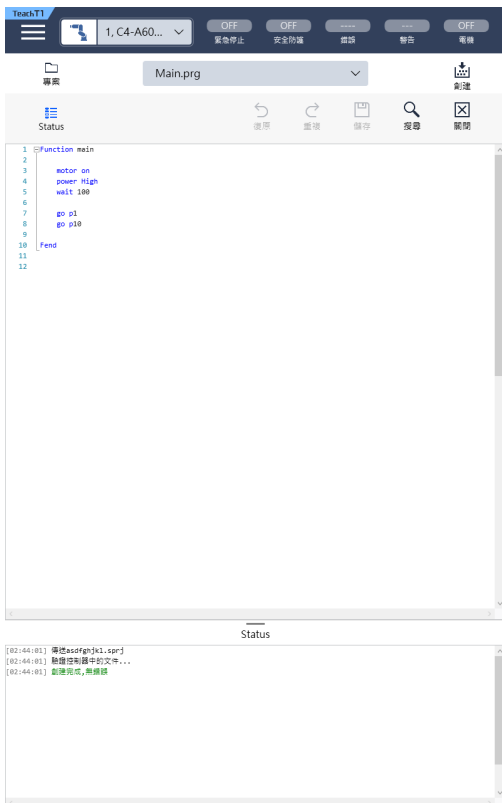 TeachT1
1, C4-A60...
OFF
緊急停止
OFF
安全防護
----
錯誤
---
警告
OFF
電機
專案
Main.prg
創建
Status
復原
重複
儲存
搜尋
關閉
1 Function main
2
3 motor on
4 power High
5 wait 100
6
7 go p1
8 go p10
9
10 Fend
11
12
Status
[02:44:01] 傳送asdfghjkl.sprj
[02:44:01] 驗證控制器中的文件...
[02:44:01] 創建完成,無錯誤